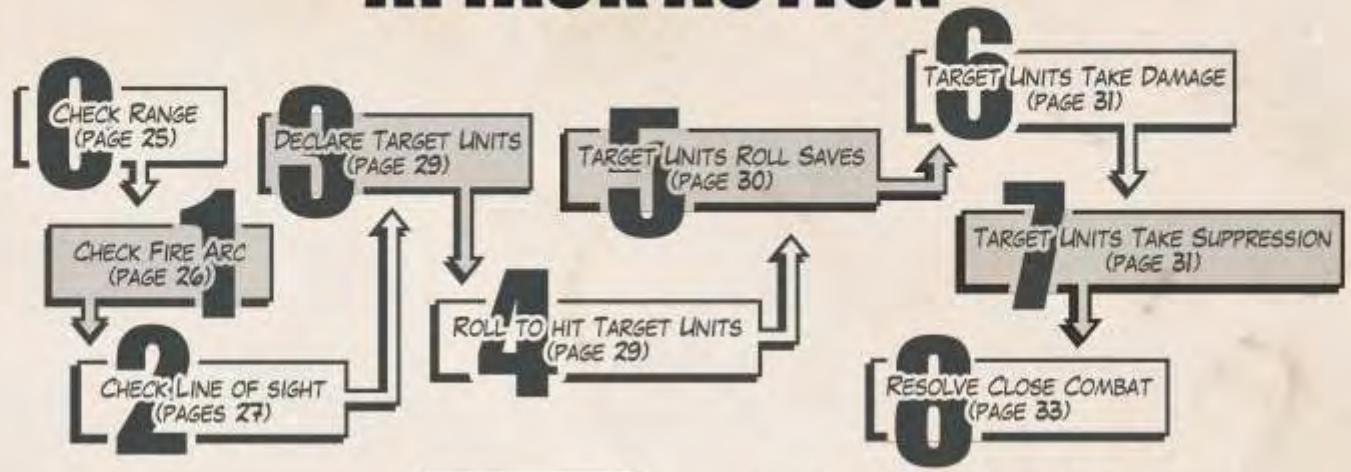 ATTACK ACTION
0
CHECK RANGE
(PAGE 25)
1
CHECK FIRE ARC
(PAGE 26)
2
CHECK LINE OF SIGHT
(PAGES 27)
3
DECLARE TARGET UNITS
(PAGE 29)
4
ROLL TO HIT TARGET UNITS
(PAGE 29)
5
TARGET UNITS ROLL SAVES
(PAGE 30)
6
TARGET UNITS TAKE DAMAGE
(PAGE 31)
7
TARGET UNITS TAKE SUPPRESSION
(PAGE 31)
8
RESOLVE CLOSE COMBAT
(PAGE 33)